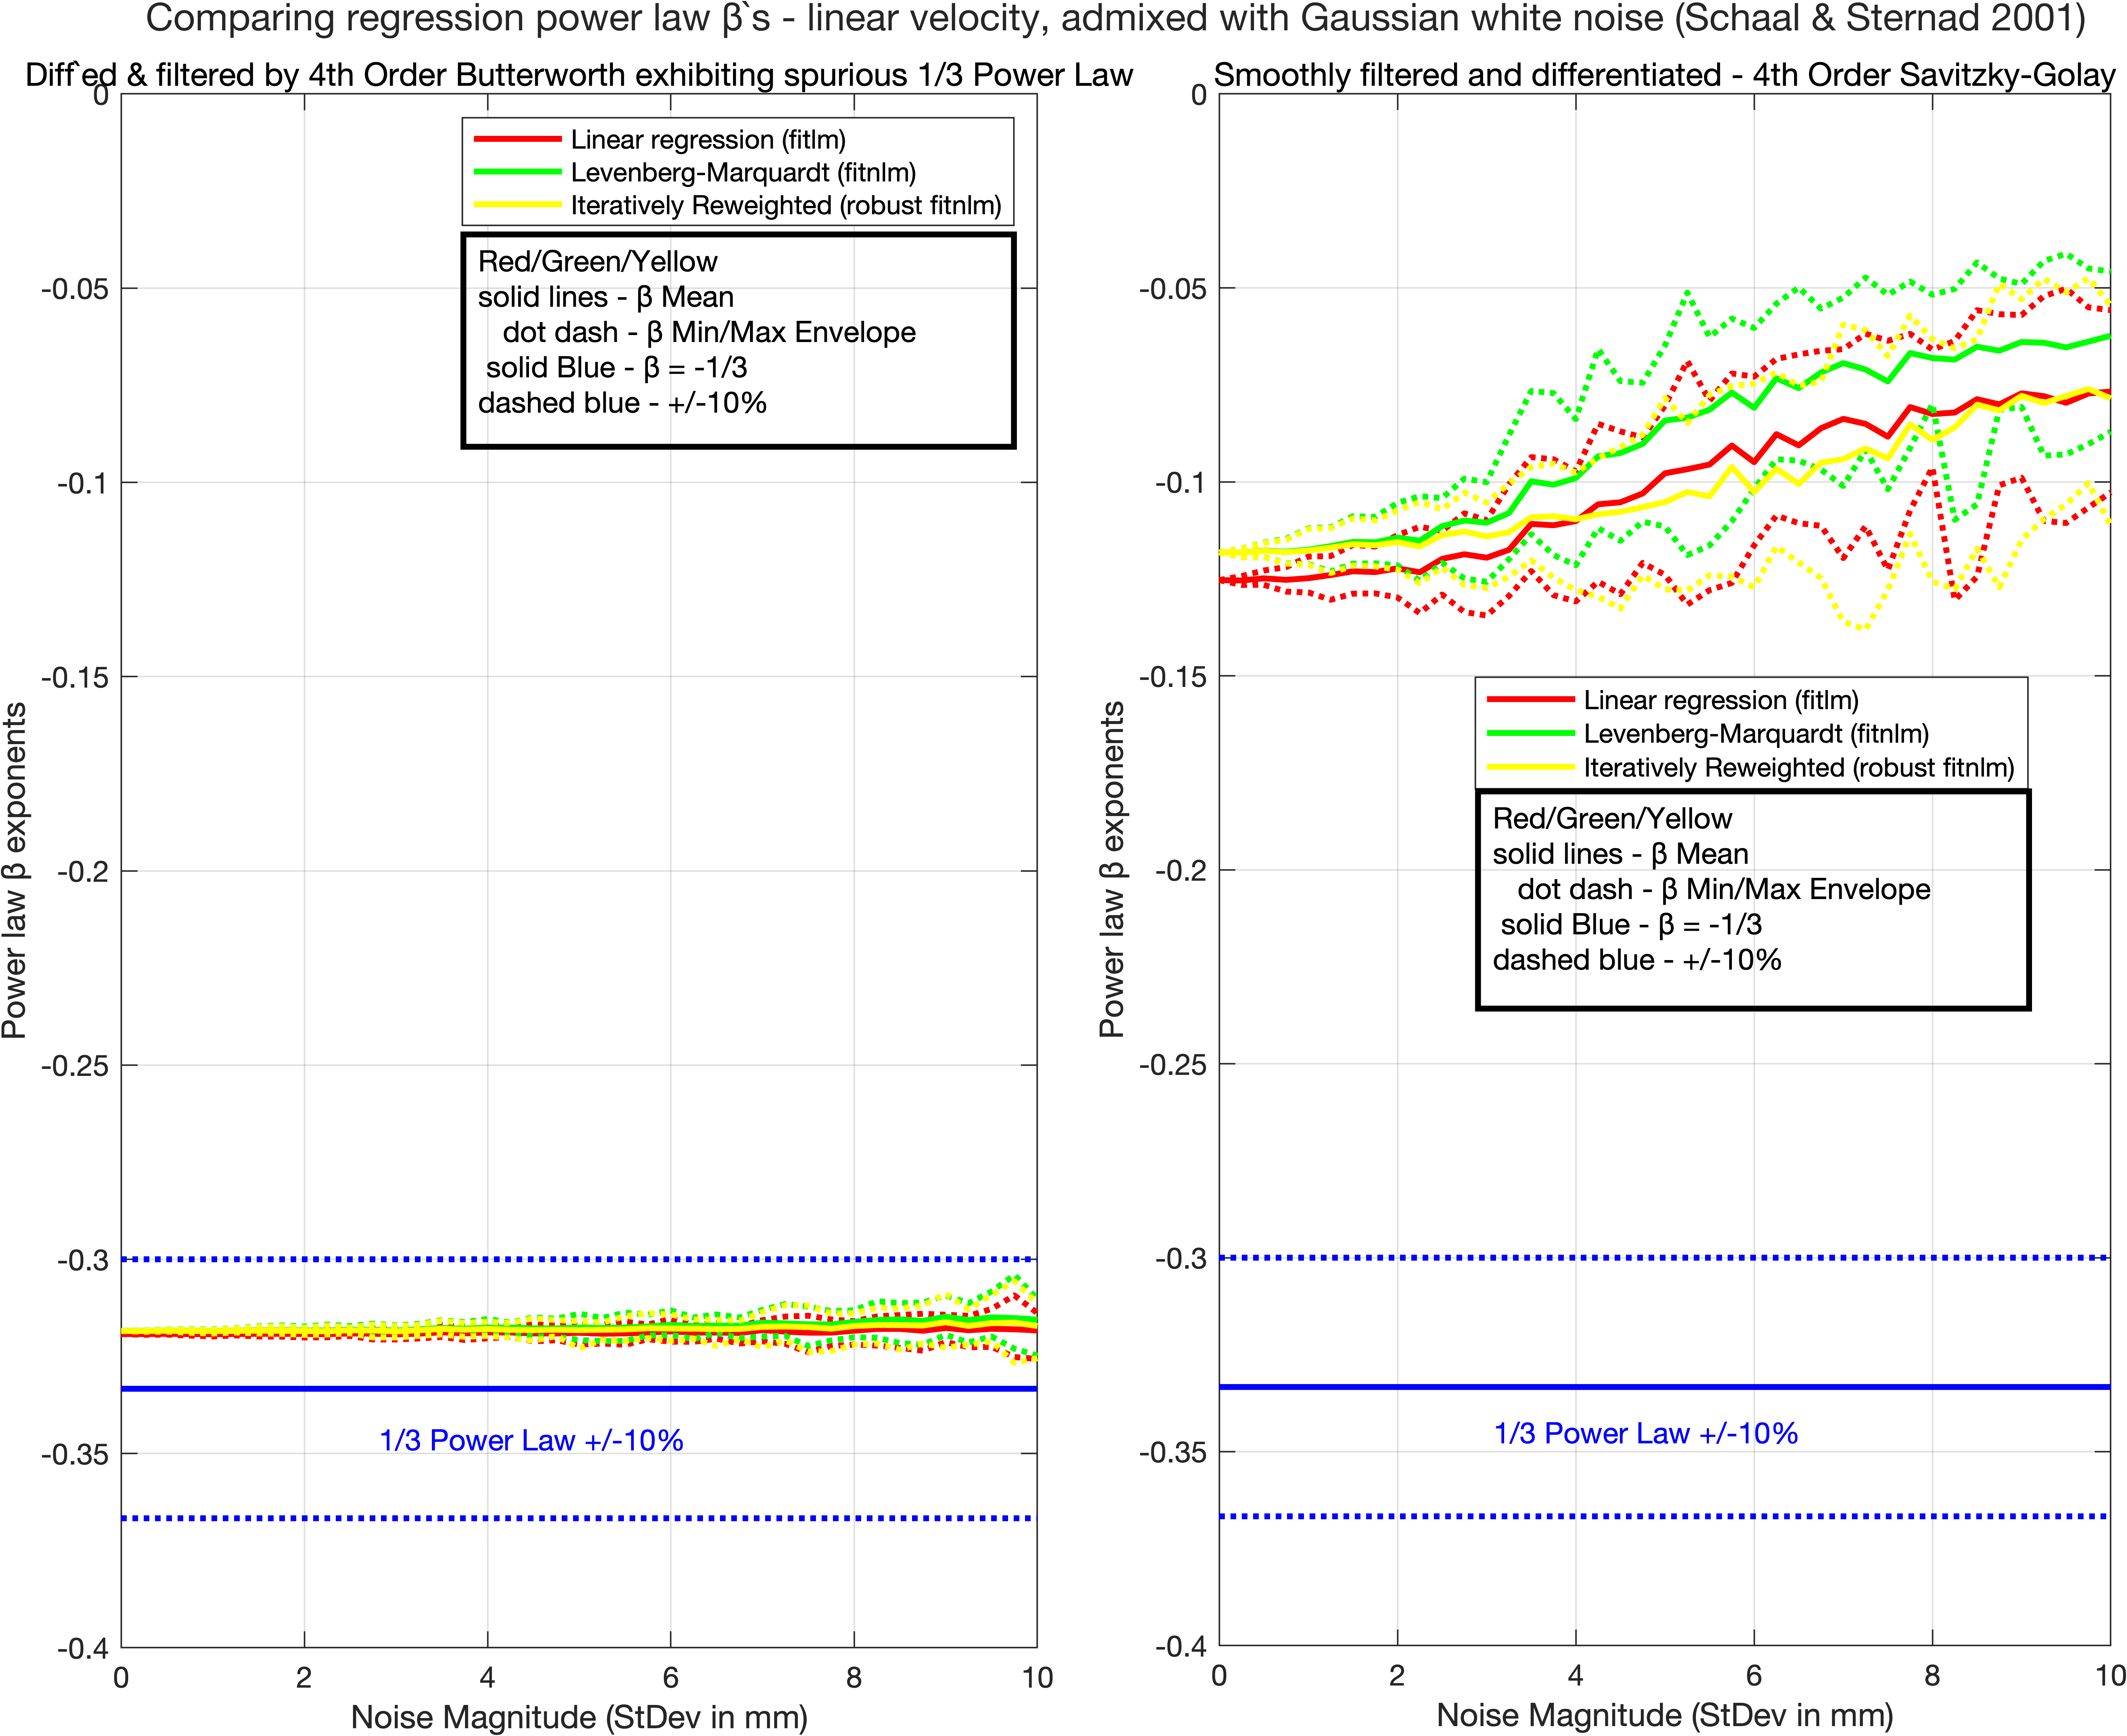 Comparing regression power law β`s - linear velocity, admixed with Gaussian white noise (Schaal & Sternad 2001)
Diff`ed & filtered by 4th Order Butterworth exhibiting spurious 1/3 Power Law
0
Linear regression (fitlm)
Levenberg-Marquardt (fitnlm)
Iteratively Reweighted (robust fitnlm)
Red/Green/Yellow
solid lines - β Mean
dot dash - β Min/Max Envelope
solid Blue - β = -1/3
dashed blue - +/-10%
-0.05
-0.1
-0.15
-0.2
-0.25
-0.3
-0.35
-0.4
Power law β exponents
1/3 Power Law +/-10%
0 2 4 6 8 10
Noise Magnitude (StDev in mm)
Smoothly filtered and differentiated - 4th Order Savitzky-Golay
0
-0.05
-0.1
-0.15
-0.2
-0.25
-0.3
-0.35
-0.4
Power law β exponents
Linear regression (fitlm)
Levenberg-Marquardt (fitnlm)
Iteratively Reweighted (robust fitnlm)
Red/Green/Yellow
solid lines - β Mean
dot dash - β Min/Max Envelope
solid Blue - β = -1/3
dashed blue - +/-10%
1/3 Power Law +/-10%
0 2 4 6 8 10
Noise Magnitude (StDev in mm)